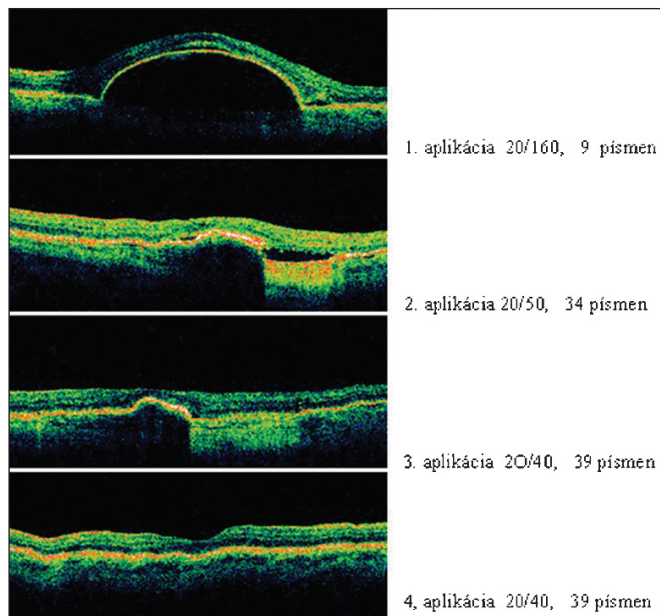 1. aplikácia 20/160, 9 písmen
2. aplikácia 20/50, 34 písmen
3. aplikácia 2O/40, 39 písmen
4, aplikácia 20/40, 39 písmen